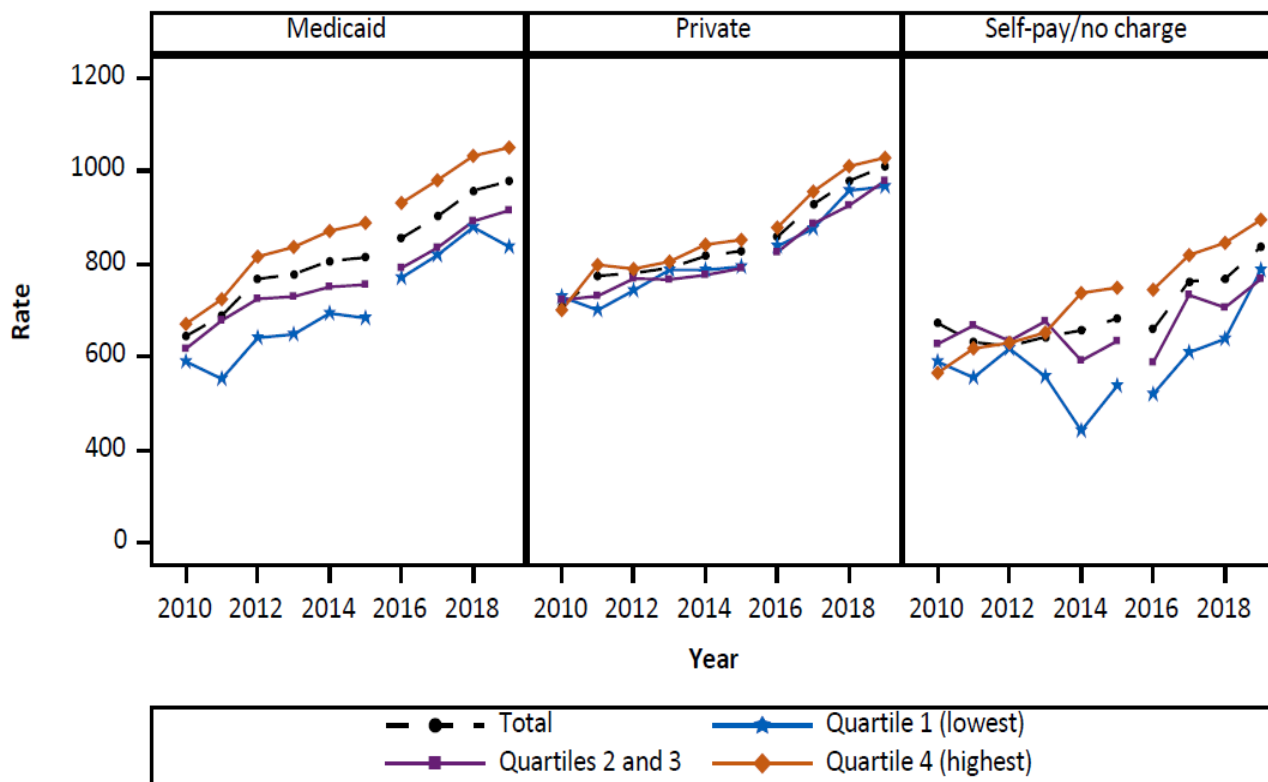 Medicaid Private Self-pay/no charge
1200
1000
800
600
400
0
Rate
2010 2012 2014 2016 2018 2010 2012 2014 2016 2018 2010 2012 2014 2016 2018
Year
Total Quartile 1 (lowest)
Quartiles 2 and 3 Quartile 4 (highest)